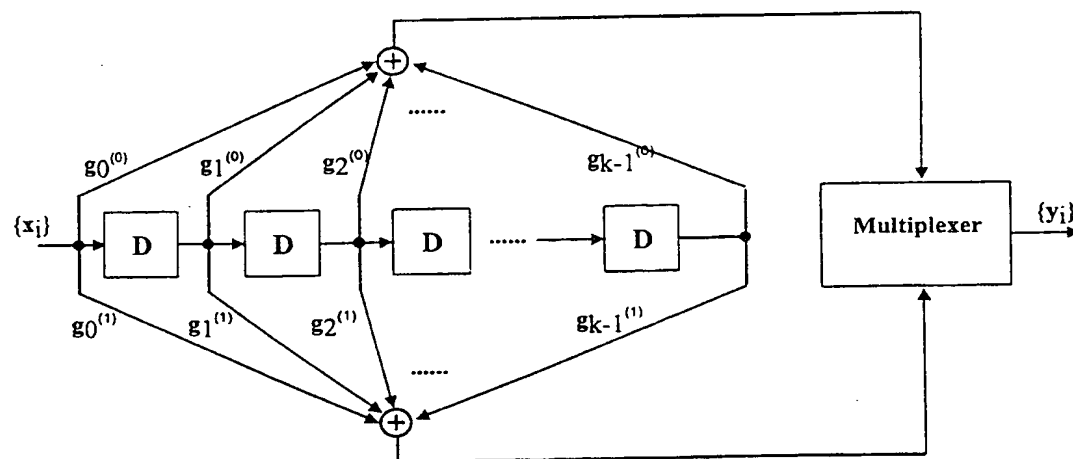 ......
g0⁽⁰⁾ g1⁽⁰⁾ g2⁽⁰⁾ gk-1⁽⁰⁾
{xi} D D D ...... D Multiplexer {yi}
g0⁽¹⁾ g1⁽¹⁾ g2⁽¹⁾ gk-1⁽¹⁾
......